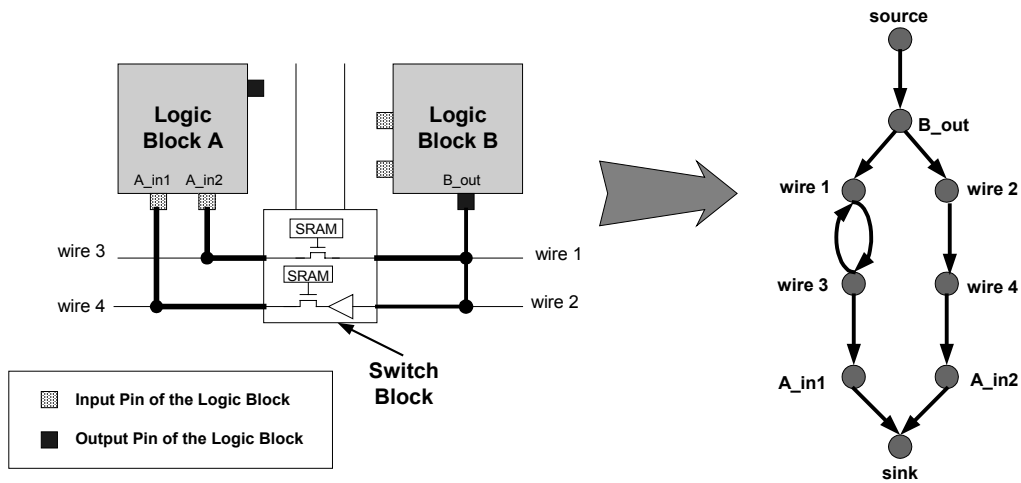 Logic
Block A
A_in1
A_in2
Logic
Block B
B_out
SRAM
SRAM
wire 3
wire 1
wire 4
wire 2
Switch
Block
Input Pin of the Logic Block
Output Pin of the Logic Block
source
B_out
wire 1
wire 2
wire 3
wire 4
A_in1
A_in2
sink